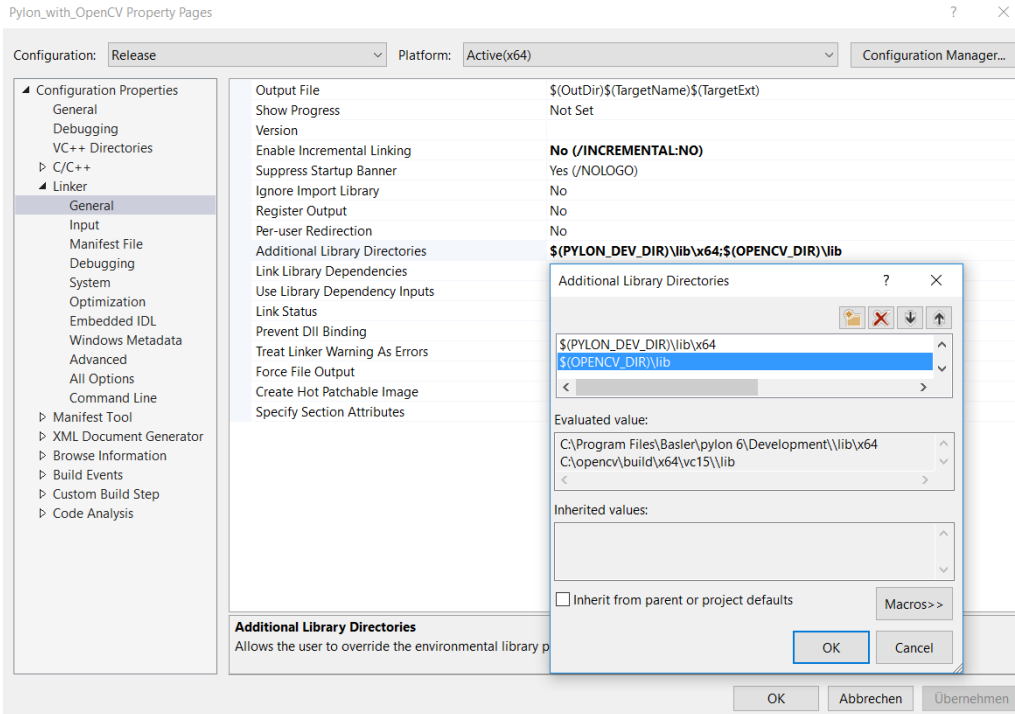 Pylon_with_OpenCV Property Pages
?
Configuration: Release Platform: Active(x64) Configuration Manager...
Configuration Properties
General
Debugging
VC++ Directories
C/C++
Linker
General
Input
Manifest File
Debugging
System
Optimization
Embedded IDL
Windows Metadata
Advanced
All Options
Command Line
Manifest Tool
XML Document Generator
Browse Information
Build Events
Custom Build Step
Code Analysis
Output File $(OutDir)$(TargetName)$(TargetExt)
Show Progress Not Set
Version
Enable Incremental Linking No (/INCREMENTAL:NO)
Suppress Startup Banner Yes (/NOLOGO)
Ignore Import Library No
Register Output No
Per-user Redirection No
Additional Library Directories $(PYLON_DEV_DIR)\lib\x64;$(OPENCV_DIR)\lib
Link Library Dependencies
Use Library Dependency Inputs
Link Status
Prevent Dll Binding
Treat Linker Warning As Errors
Force File Output
Create Hot Patchable Image
Specify Section Attributes
Additional Library Directories
?
$(PYLON_DEV_DIR)\lib\x64
$(OPENCV_DIR)\lib
Evaluated value:
C:\Program Files\Basler\pylon 6\Development\\lib\x64
C:\opencv\build\x64\vc15\\lib
Inherited values:
Inherit from parent or project defaults
Macros>>
OK Cancel
Additional Library Directories
Allows the user to override the environmental library p
OK Abbrechen Übernehmen